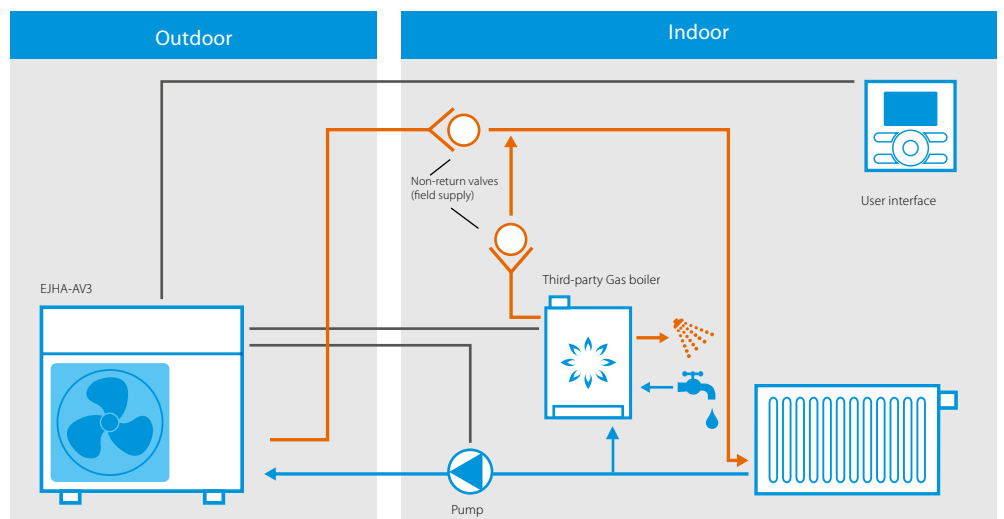 Outdoor
Indoor
Non-return valves
(field supply)
User interface
EJHA-AV3
Third-party Gas boiler
Pump